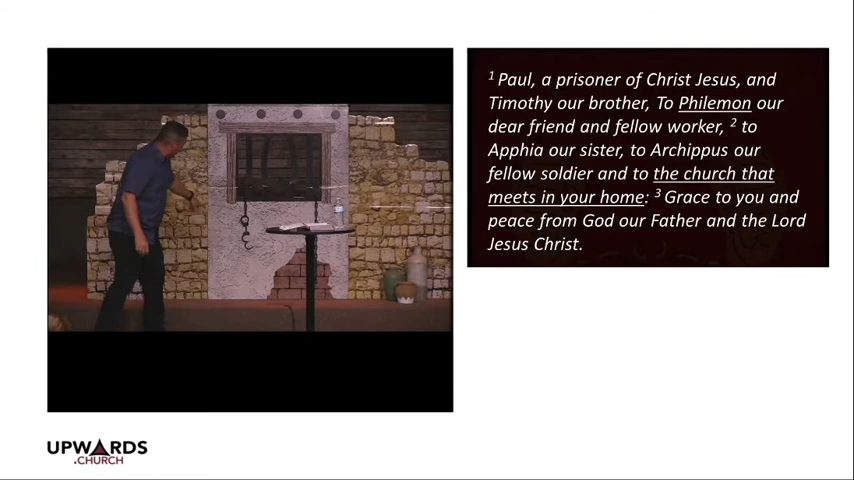 ¹ Paul, a prisoner of Christ Jesus, and
Timothy our brother, To Philemon our
dear friend and fellow worker, ² to
Apphia our sister, to Archippus our
fellow soldier and to the church that
meets in your home: ³ Grace to you and
peace from God our Father and the Lord
Jesus Christ.
UPWARDS
.CHURCH